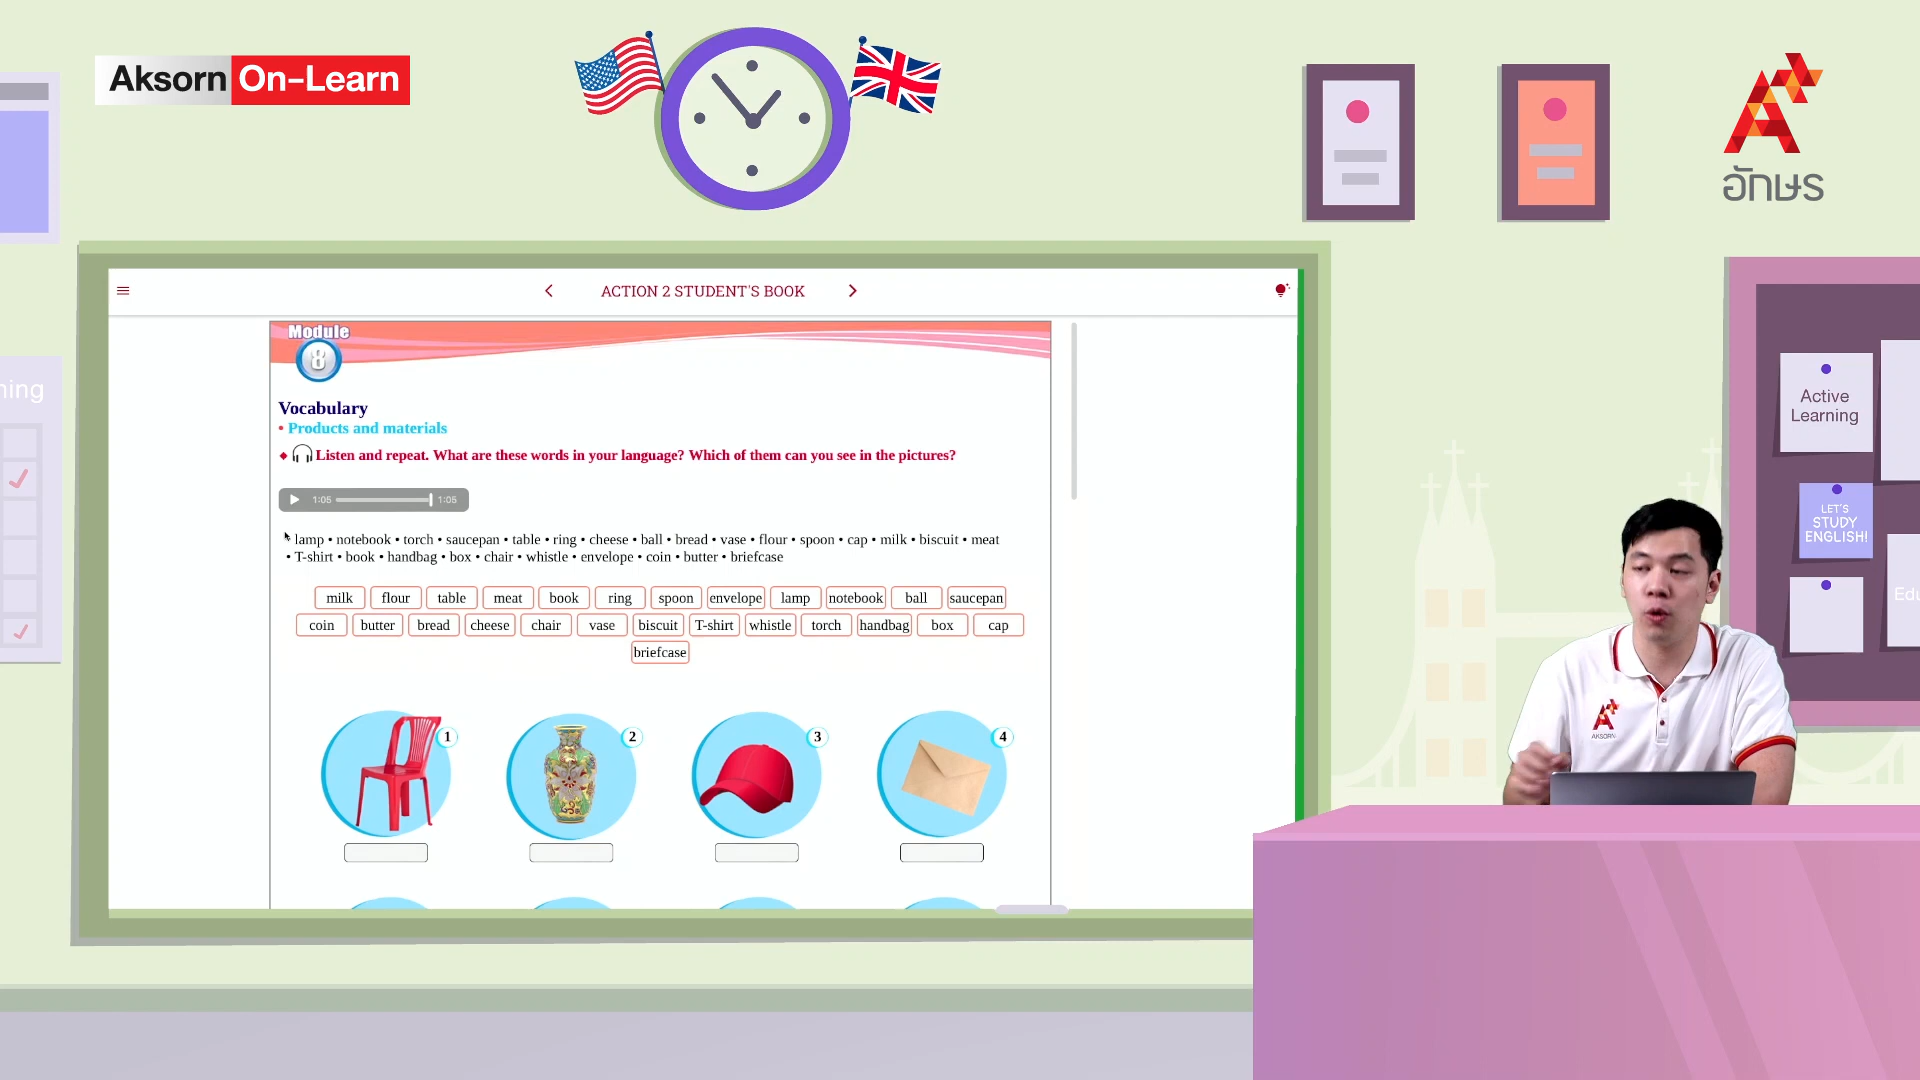 Aksorn On-Learn
อักษร
ning
ACTION 2 STUDENT'S BOOK
Module
8
Vocabulary
• Products and materials
Listen and repeat. What are these words in your language? Which of them can you see in the pictures?
1:05 1:05
lamp • notebook • torch • saucepan • table • ring • cheese • ball • bread • vase • flour • spoon • cap • milk • biscuit • meat
• T-shirt • book • handbag • box • chair • whistle • envelope • coin • butter • briefcase
milk flour table meat book ring spoon envelope lamp notebook ball saucepan
coin butter bread cheese chair vase biscuit T-shirt whistle torch handbag box cap
briefcase
1 2 3 4
Active
Learning
LET'S
STUDY
ENGLISH!
Edu
AKSORN